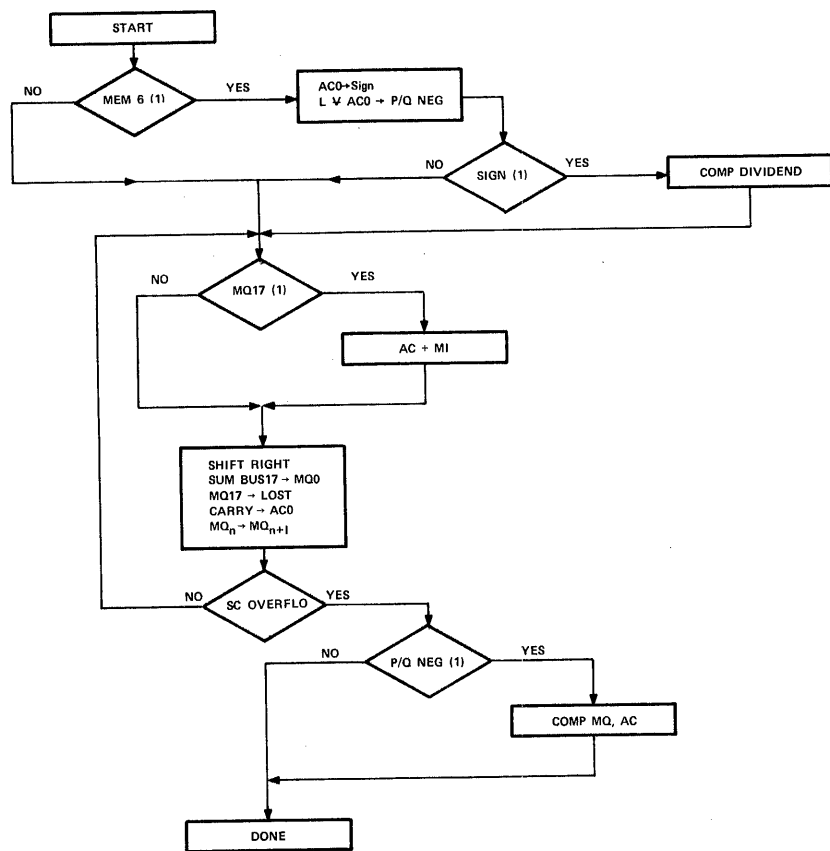 START
NO
MEM 6 (1)
YES
AC0→Sign
L ∀ AC0 → P/Q NEG
NO
SIGN (1)
YES
COMP DIVIDEND
NO
MQ17 (1)
YES
AC + MI
SHIFT RIGHT
SUM BUS17 → MQ0
MQ17 → LOST
CARRY → AC0
MQn → MQn+I
NO
SC OVERFLO
YES
NO
P/Q NEG (1)
YES
COMP MQ, AC
DONE